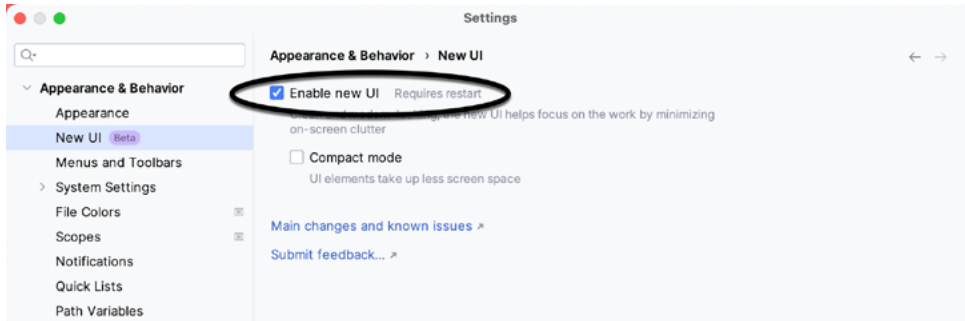 Settings
Appearance & Behavior › New UI
Appearance & Behavior
Enable new UI Requires restart
Appearance
the new UI helps focus on the work by minimizing
on-screen clutter
New UI Beta
Compact mode
Menus and Toolbars
UI elements take up less screen space
System Settings
File Colors
Main changes and known issues ↗
Scopes
Submit feedback... ↗
Notifications
Quick Lists
Path Variables